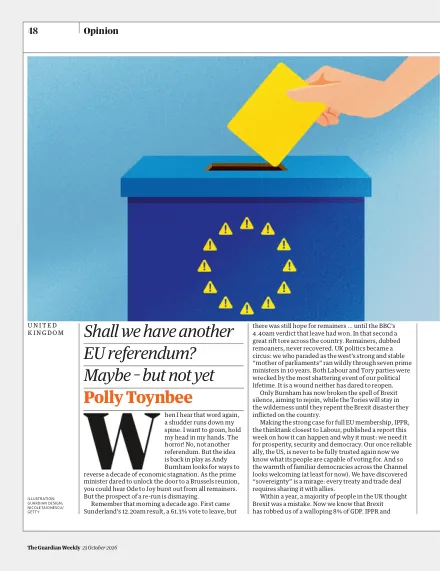 48
Opinion
UNITED
KINGDOM
Shall we have another
EU referendum?
Maybe – but not yet
Polly Toynbee
When I hear that word again,
a shudder runs down my
spine. I want to groan, hold
my head in my hands. The
horror! No, not another
referendum. But the idea
is back in play as Andy
Burnham looks for ways to
reverse a decade of economic stagnation. As the prime
minister dared to unlock the door to a Brussels reunion,
you could hear Ode to Joy burst out from all remainers.
But the prospect of a re-run is dismaying.
Remember that morning a decade ago. First came
Sunderland's 12.20am result, a 61.3% vote to leave, but
there was still hope for remainers … until the BBC's
4.40am verdict that leave had won. In that second a
great rift tore across the country. Remainers, dubbed
remoaners, never recovered. UK politics became a
circus: we who paraded as the west's strong and stable
"mother of parliaments" ran wildly through seven prime
ministers in 10 years. Both Labour and Tory parties were
wrecked by the most shattering event of our political
lifetime. It is a wound neither has dared to reopen.
Only Burnham has now broken the spell of Brexit
silence, aiming to rejoin, while the Tories will stay in
the wilderness until they repent the Brexit disaster they
inflicted on the country.
Making the strong case for full EU membership, IPPR,
the thinktank closest to Labour, published a report this
week on how it can happen and why it must: we need it
for prosperity, security and democracy. Our once reliable
ally, the US, is never to be fully trusted again now we
know what its people are capable of voting for. And so
the warmth of familiar democracies across the Channel
looks welcoming (at least for now). We have discovered
"sovereignty" is a mirage: every treaty and trade deal
requires sharing it with allies.
Within a year, a majority of people in the UK thought
Brexit was a mistake. Now we know that Brexit
has robbed us of a walloping 8% of GDP. IPPR and
ILLUSTRATION:
GUARDIAN DESIGN;
GETTY
The Guardian Weekly 23 October 2026